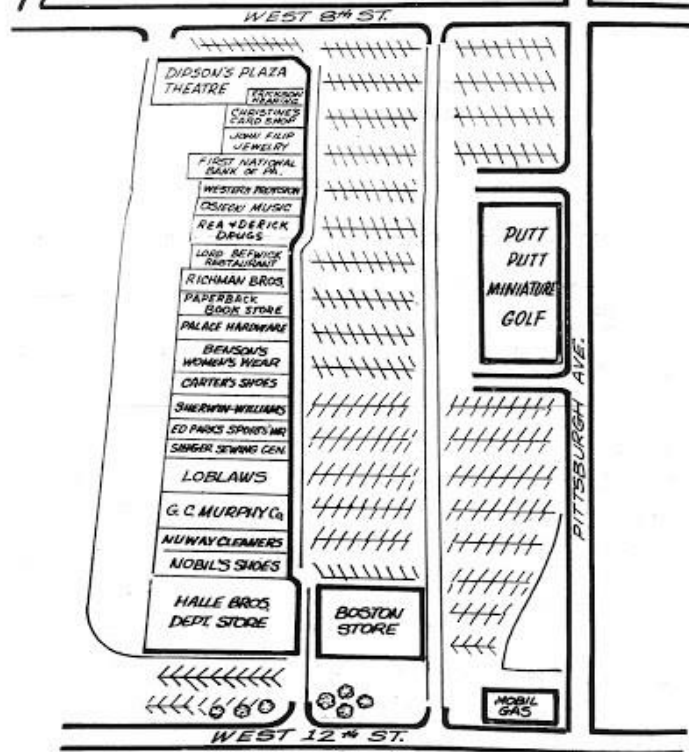 WEST 8TH ST.
DIPSON'S PLAZA
THEATRE
ERICKSON
HEARING
CHRISTINE'S
CARD SHOP
JOHN FILIP
JEWELRY
FIRST NATIONAL
BANK OF PA.
WESTERN PROVISION
OSIECKI MUSIC
REA & DERICK
DRUGS
LORD BEFWICK
RESTAURANT
RICHMAN BROS.
PAPERBACK
BOOK STORE
PALACE HARDWARE
BENSON'S
WOMEN'S WEAR
CARTER'S SHOES
SHERWIN-WILLIAMS
ED PARKS SPORTS WR
SINGER SEWING CEN.
LOBLAWS
G.C. MURPHY Co
NUWAY CLEANERS
NOBIL'S SHOES
HALLE BROS.
DEPT. STORE
BOSTON
STORE
PUTT
PUTT
MINIATURE
GOLF
PITTSBURGH AVE.
MOBIL
GAS
WEST 12TH ST.